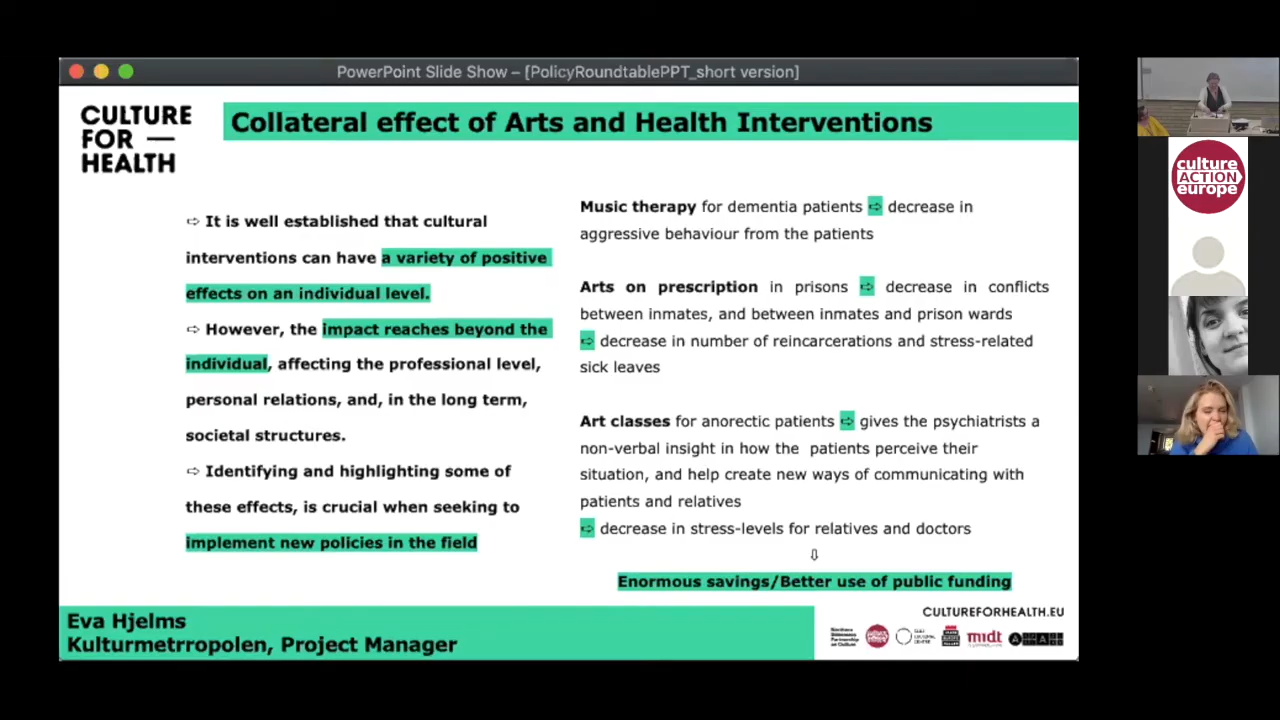 PowerPoint Slide Show – [PolicyRoundtablePPT_short version]
CULTURE
FOR —
HEALTH
Collateral effect of Arts and Health Interventions
⇨ It is well established that cultural
interventions can have a variety of positive
effects on an individual level.
⇨ However, the impact reaches beyond the
individual, affecting the professional level,
personal relations, and, in the long term,
societal structures.
⇨ Identifying and highlighting some of
these effects, is crucial when seeking to
implement new policies in the field
Music therapy for dementia patients ⇨ decrease in
aggressive behaviour from the patients
Arts on prescription in prisons ⇨ decrease in conflicts
between inmates, and between inmates and prison wards
⇨ decrease in number of reincarcerations and stress-related
sick leaves
Art classes for anorectic patients ⇨ gives the psychiatrists a
non-verbal insight in how the patients perceive their
situation, and help create new ways of communicating with
patients and relatives
⇨ decrease in stress-levels for relatives and doctors
⇩
Enormous savings/Better use of public funding
Eva Hjelms
Kulturmetrropolen, Project Manager
CULTUREFORHEALTH.EU
midt
culture
ACTION
europe